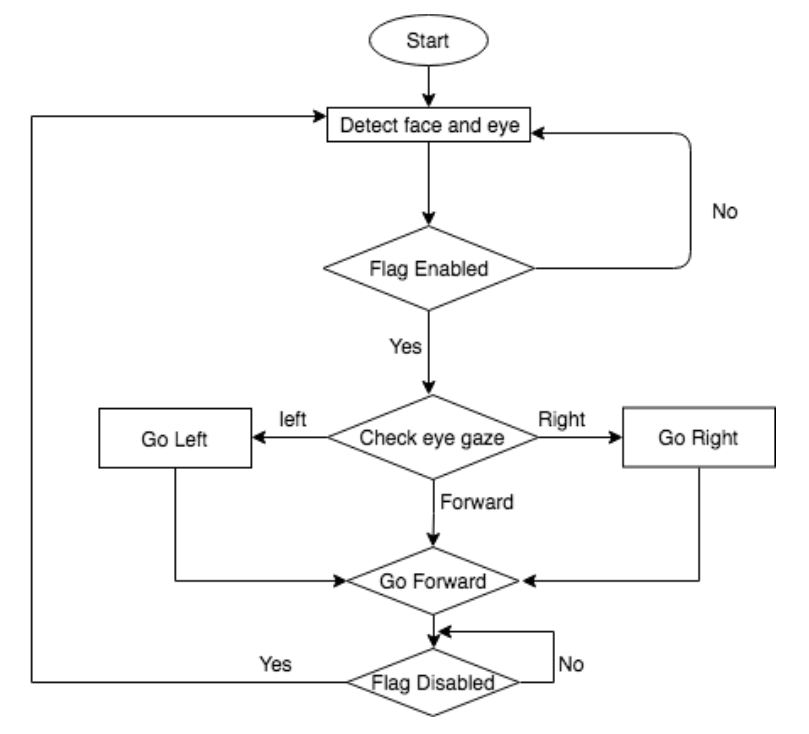 Start
Detect face and eye
No
Flag Enabled
Yes
left
Right
Go Left
Check eye gaze
Go Right
Forward
Go Forward
Yes
No
Flag Disabled